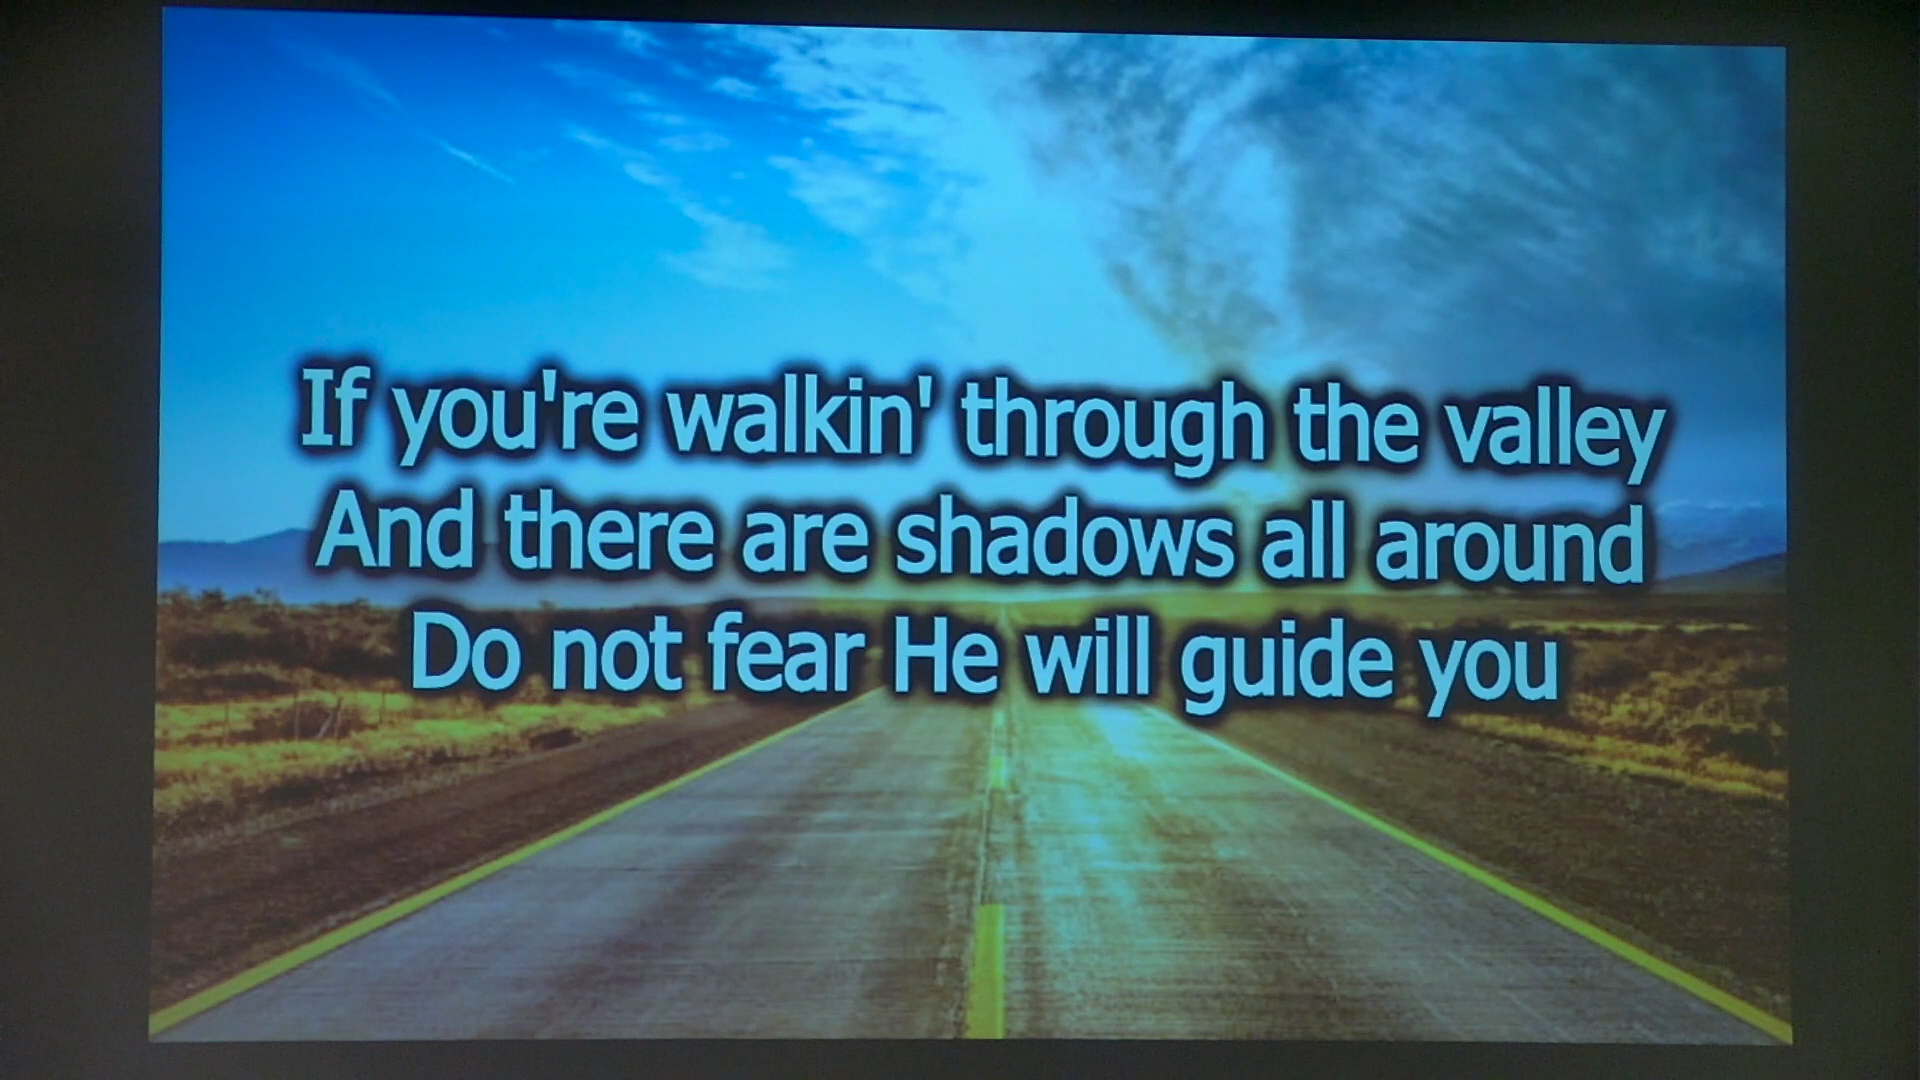 If you're walkin' through the valley
And there are shadows all around
Do not fear He will guide you